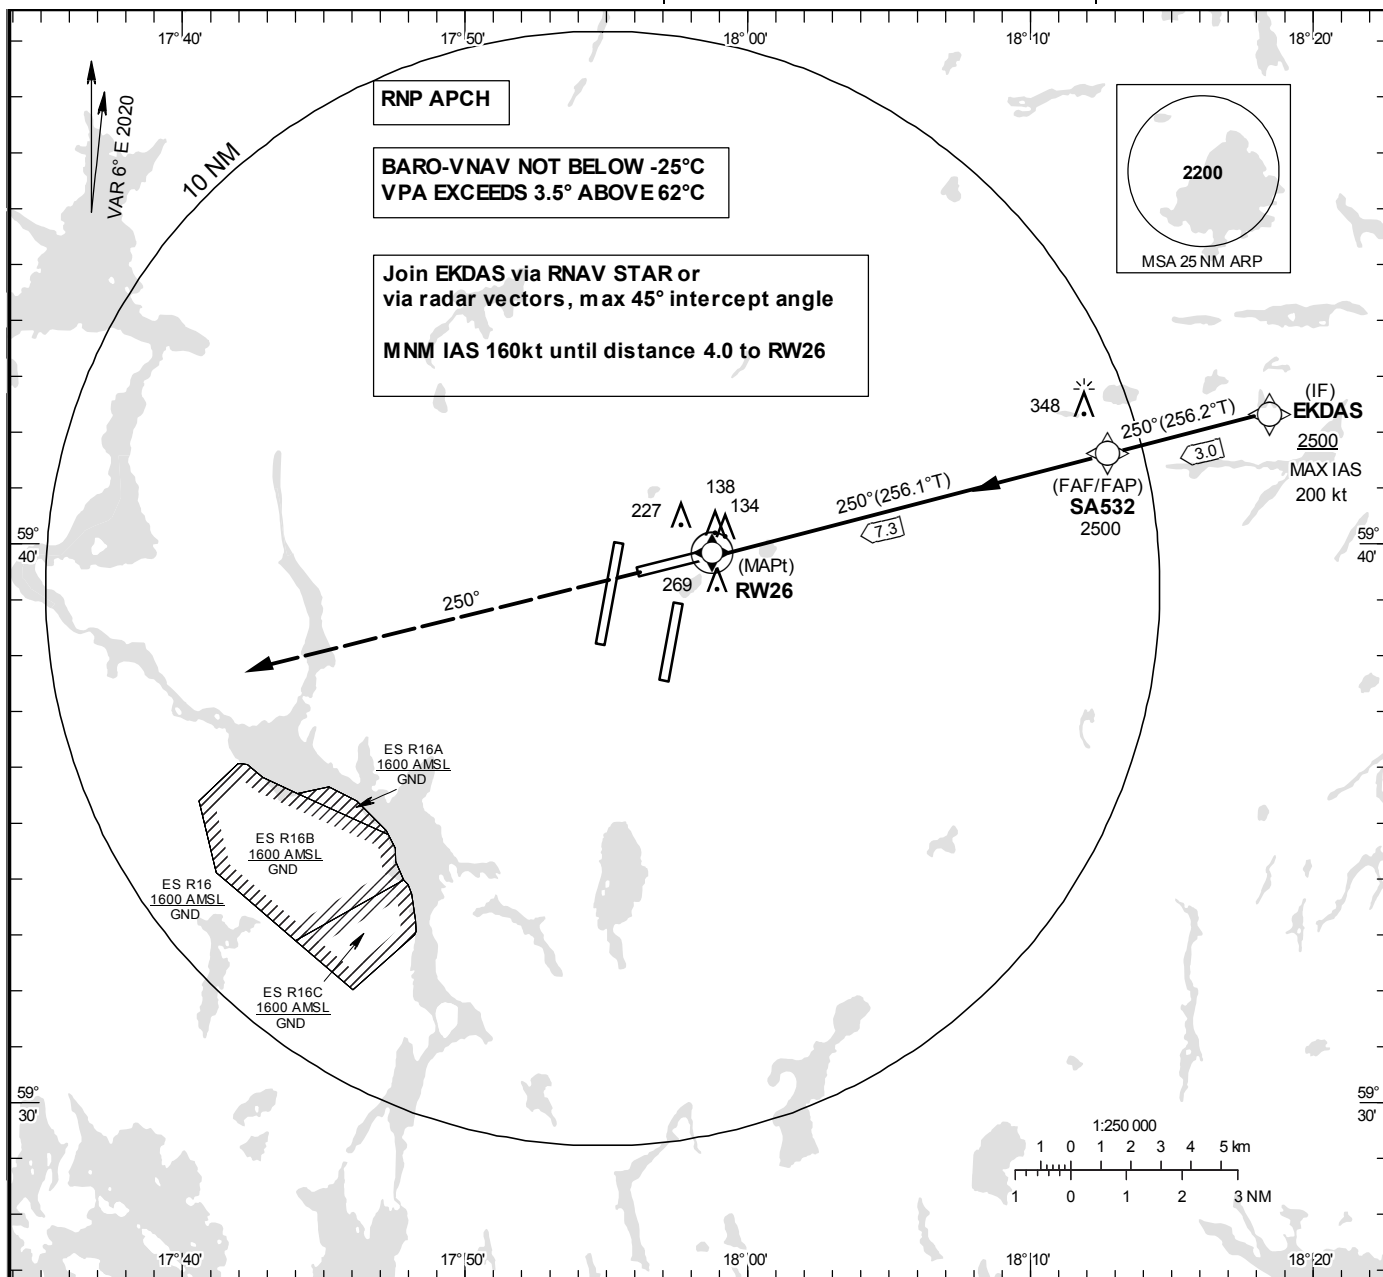 17°40'
17°50'
18°00'
18°10'
18°20'
VAR 6° E 2020
10 NM
RNP APCH
BARO-VNAV NOT BELOW -25°C
VPA EXCEEDS 3.5° ABOVE 62°C
Join EKDAS via RNAV STAR or
via radar vectors, max 45° intercept angle
MNM IAS 160kt until distance 4.0 to RW26
2200
MSA 25 NM ARP
348
250°(256.2°T)
3.0
(IF)
EKDAS
2500
MAX IAS
200 kt
(FAF/FAP)
SA532
2500
250°(256.1°T)
7.3
227
138
134
269
(MAPt)
RW26
250°
59°
40'
59°
40'
ES R16A
1600 AMSL
GND
ES R16B
1600 AMSL
GND
ES R16
1600 AMSL
GND
ES R16C
1600 AMSL
GND
59°
30'
59°
30'
1:250 000
1 0 1 2 3 4 5 km
1 0 1 2 3 NM
17°40'
17°50'
18°00'
18°10'
18°20'